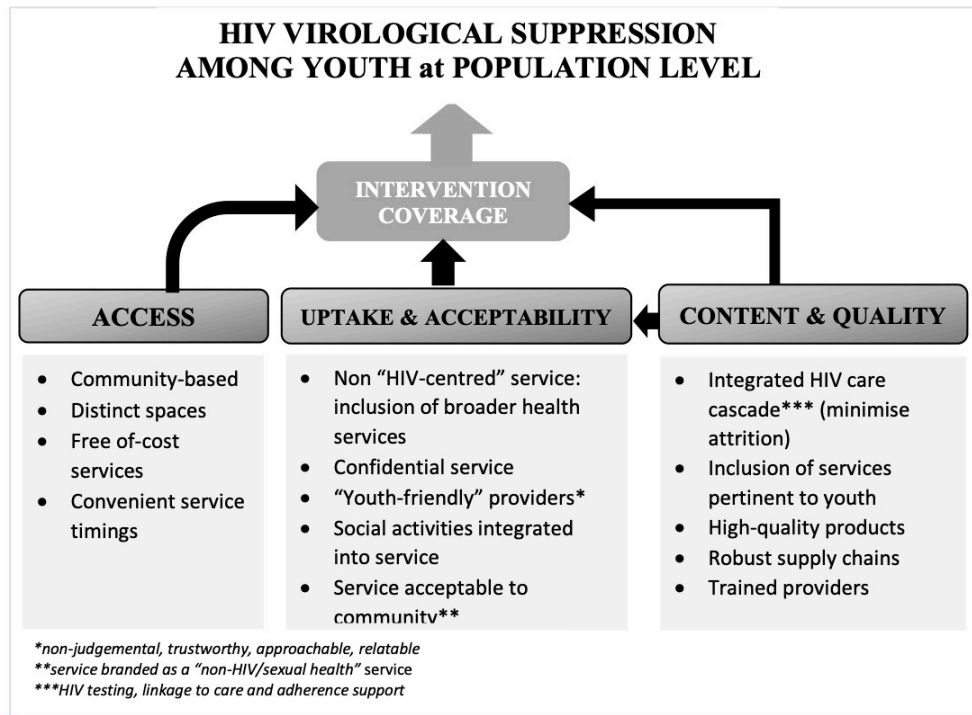 HIV VIROLOGICAL SUPPRESSION
AMONG YOUTH at POPULATION LEVEL
INTERVENTION
COVERAGE
ACCESS
• Community-based
• Distinct spaces
• Free of-cost
services
• Convenient service
timings
UPTAKE & ACCEPTABILITY
• Non “HIV-centred” service:
inclusion of broader health
services
• Confidential service
• “Youth-friendly” providers*
• Social activities integrated
into service
• Service acceptable to
community**
CONTENT & QUALITY
• Integrated HIV care
cascade*** (minimise
attrition)
• Inclusion of services
pertinent to youth
• High-quality products
• Robust supply chains
• Trained providers
*non-judgemental, trustworthy, approachable, relatable
**service branded as a “non-HIV/sexual health” service
***HIV testing, linkage to care and adherence support